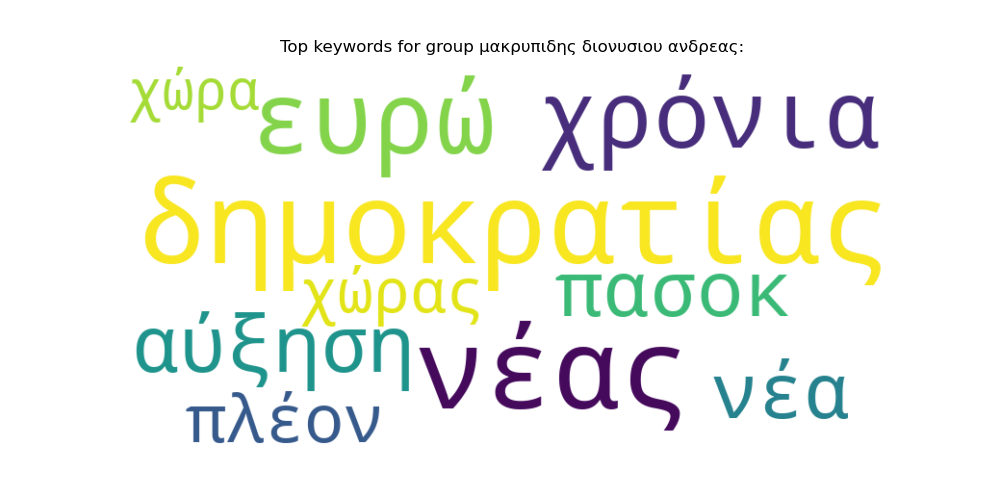 Top keywords for group μακρυπιδης διονυσιου ανδρεας:
χώρα ευρώ χρόνια
δημοκρατίας
χώρας πασοκ
αύξηση νέας νέα
πλέον